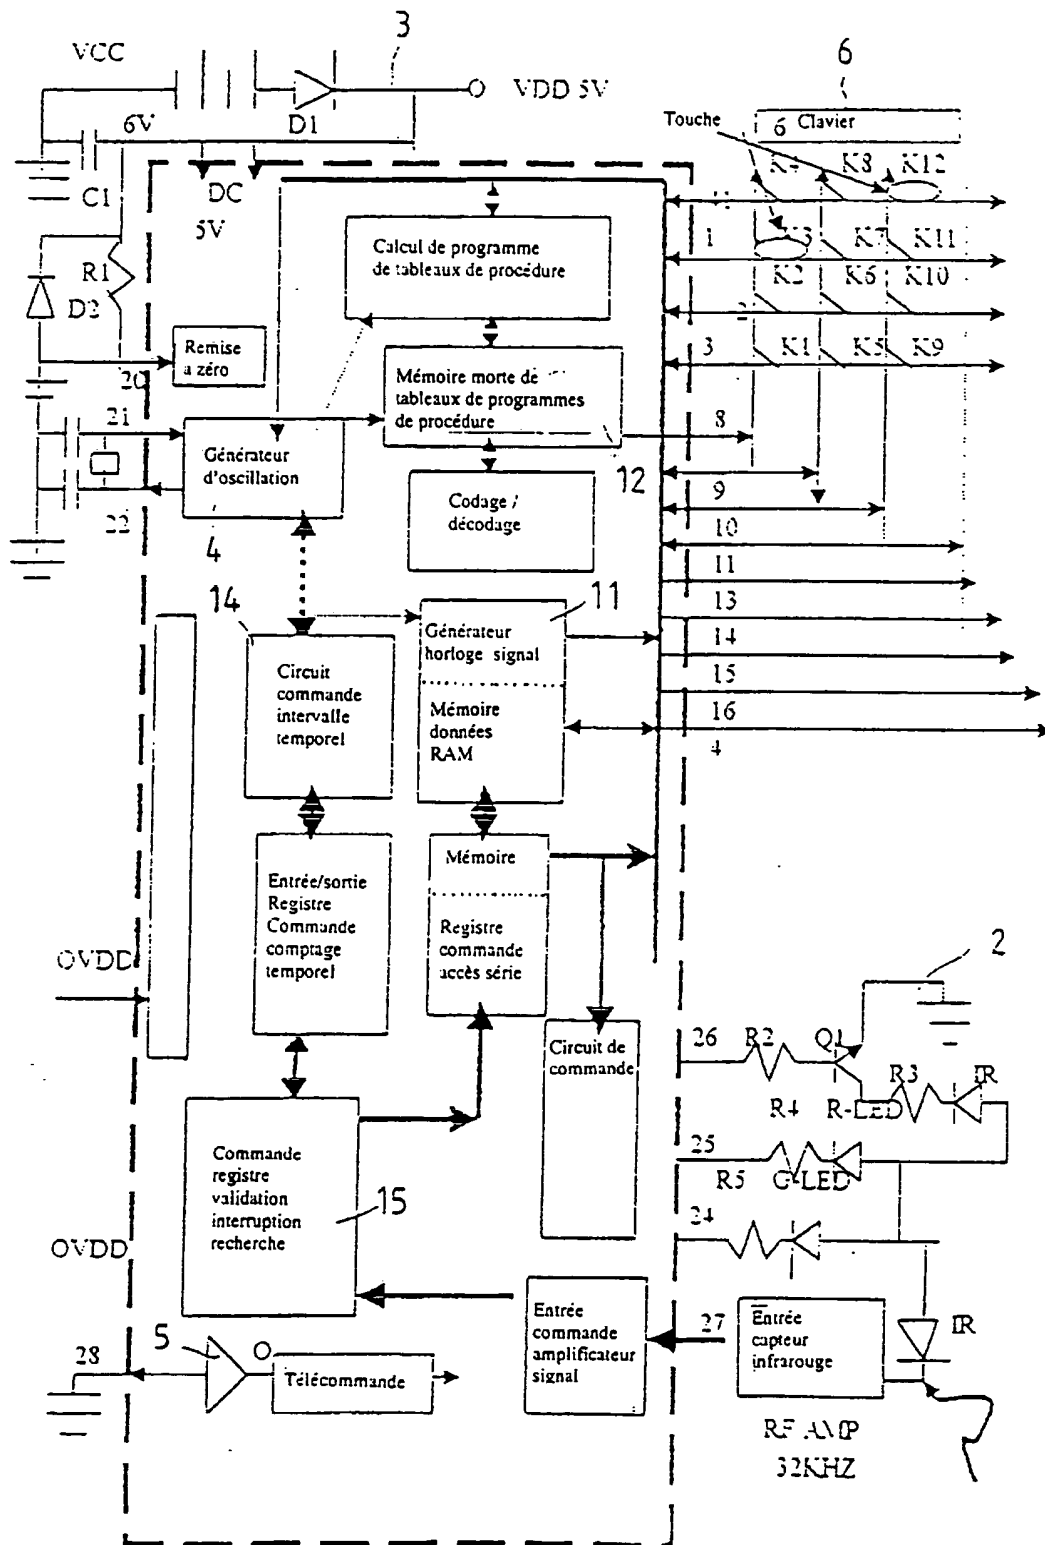 3
VCC
VDD 5V
6
6V
D1
Touche
6 Clavier
K4
K8
K12
C1
DC
5V
1
K3
K7
K11
Calcul de programme
de tableaux de procédure
R1
D2
K2
K6
K10
2
Remise
a zéro
3
K1
K5
K9
20
Mémoire morte de
tableaux de programmes
de procédure
21
8
Générateur
d'oscillation
12
9
Codage /
décodage
22
4
10
11
13
14
11
Générateur
horloge signal
14
Circuit
commande
intervalle
temporel
15
Mémoire
données
RAM
16
4
Mémoire
Entrée/sortie
Registre
Commande
comptage
temporel
Registre
commande
accès série
OVDD
2
26
R2
Q1
Circuit de
commande
R3
IR
R4
R-LED
25
R5
G-LED
Commande
registre
validation
interruption
recherche
15
24
OVDD
Entrée
commande
amplificateur
signal
27
Entrée
capteur
infrarouge
IR
5
28
O
Télécommande
RF AMP
32KHZ